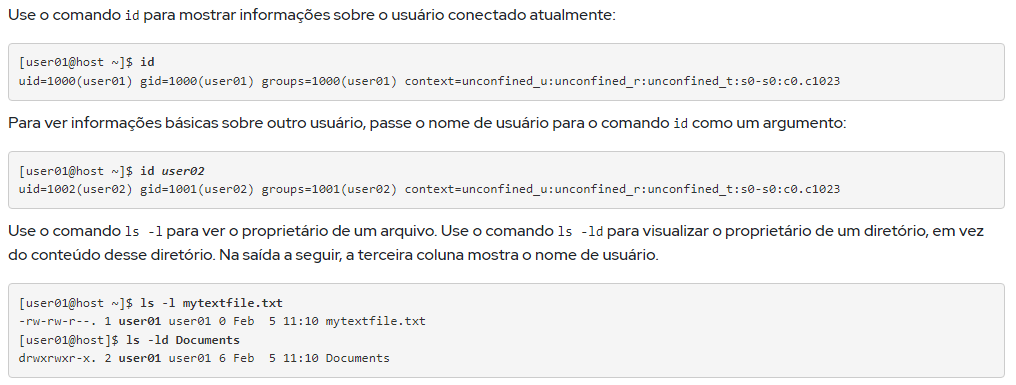 Use o comando id para mostrar informações sobre o usuário conectado atualmente:
[user01@host ~]$ id
uid=1000(user01) gid=1000(user01) groups=1000(user01) context=unconfined_u:unconfined_r:unconfined_t:s0-s0:c0.c1023
Para ver informações básicas sobre outro usuário, passe o nome de usuário para o comando id como um argumento:
[user01@host ~]$ id user02
uid=1002(user02) gid=1001(user02) groups=1001(user02) context=unconfined_u:unconfined_r:unconfined_t:s0-s0:c0.c1023
Use o comando ls -l para ver o proprietário de um arquivo. Use o comando ls -ld para visualizar o proprietário de um diretório, em vez
do conteúdo desse diretório. Na saída a seguir, a terceira coluna mostra o nome de usuário.
[user01@host ~]$ ls -l mytextfile.txt
-rw-rw-r--. 1 user01 user01 0 Feb  5 11:10 mytextfile.txt
[user01@host]$ ls -ld Documents
drwxrwxr-x. 2 user01 user01 6 Feb  5 11:10 Documents